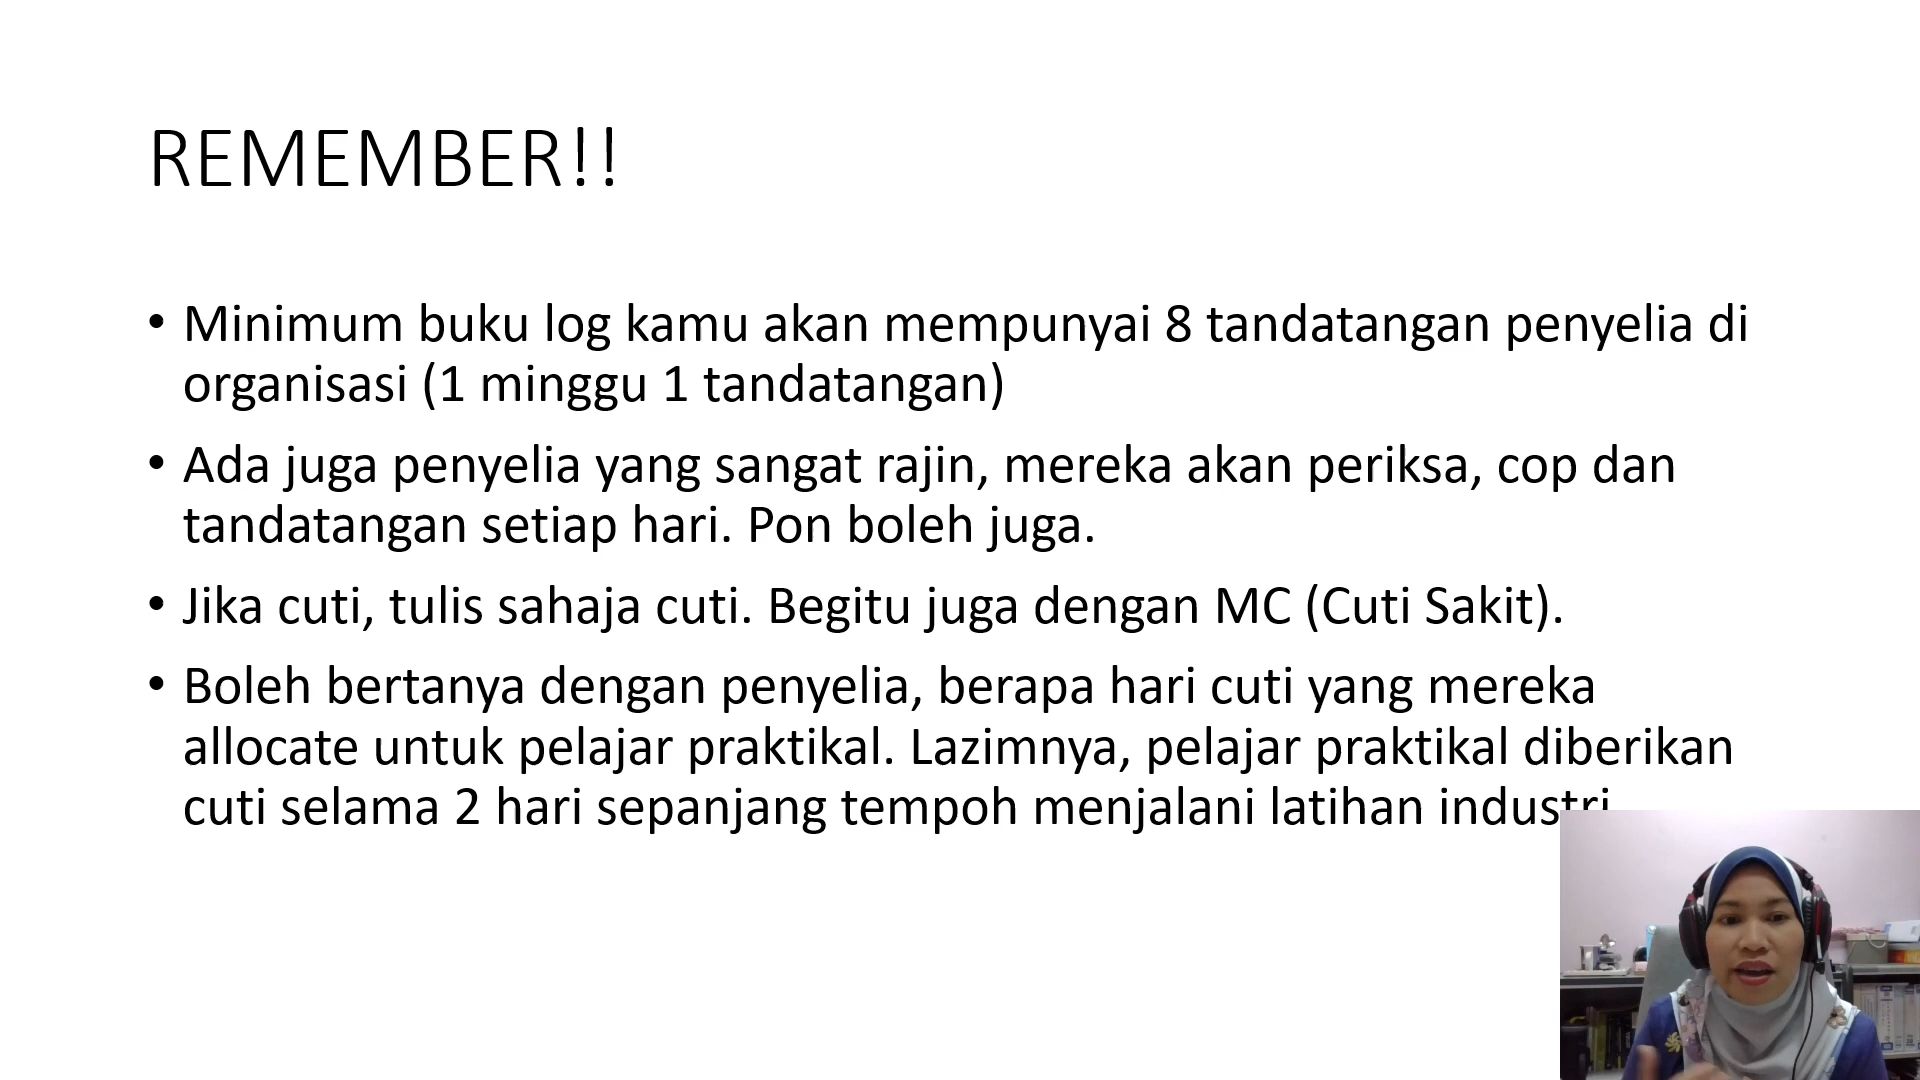 REMEMBER!!
• Minimum buku log kamu akan mempunyai 8 tandatangan penyelia di
organisasi (1 minggu 1 tandatangan)
• Ada juga penyelia yang sangat rajin, mereka akan periksa, cop dan
tandatangan setiap hari. Pon boleh juga.
• Jika cuti, tulis sahaja cuti. Begitu juga dengan MC (Cuti Sakit).
• Boleh bertanya dengan penyelia, berapa hari cuti yang mereka
allocate untuk pelajar praktikal. Lazimnya, pelajar praktikal diberikan
cuti selama 2 hari sepanjang tempoh menjalani latihan industri